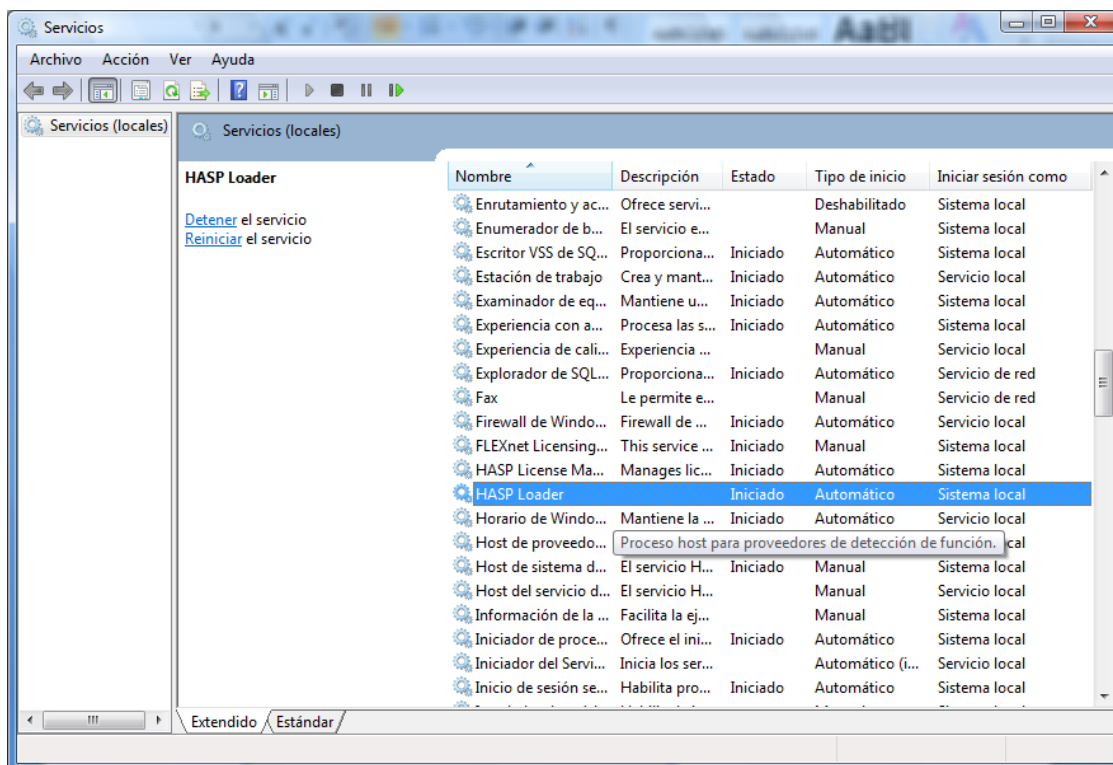 Servicios
Archivo Acción Ver Ayuda
Servicios (locales)
Servicios (locales)
HASP Loader
Detener el servicio
Reiniciar el servicio
Nombre Descripción Estado Tipo de inicio Iniciar sesión como
Enrutamiento y ac... Ofrece servi... Deshabilitado Sistema local
Enumerador de b... El servicio e... Manual Sistema local
Escritor VSS de SQ... Proporciona... Iniciado Automático Sistema local
Estación de trabajo Crea y mant... Iniciado Automático Servicio local
Examinador de eq... Mantiene u... Iniciado Automático Sistema local
Experiencia con a... Procesa las s... Iniciado Automático Sistema local
Experiencia de cali... Experiencia ... Manual Servicio local
Explorador de SQL... Proporciona... Iniciado Automático Servicio de red
Fax Le permite e... Manual Servicio de red
Firewall de Windo... Firewall de ... Iniciado Automático Servicio local
FLEXnet Licensing... This service ... Iniciado Manual Sistema local
HASP License Ma... Manages lic... Iniciado Automático Sistema local
HASP Loader Iniciado Automático Sistema local
Horario de Windo... Mantiene la ... Iniciado Automático Servicio local
Host de proveedo... Proceso host para proveedores de detección de función. cal
Host de sistema d... El servicio H... Iniciado Manual Sistema local
Host del servicio d... El servicio H... Manual Servicio local
Información de la ... Facilita la ej... Manual Sistema local
Iniciador de proce... Ofrece el ini... Iniciado Automático Sistema local
Iniciador del Servi... Inicia los ser... Automático (i... Servicio local
Inicio de sesión se... Habilita pro... Iniciado Automático Sistema local
Extendido Estándar